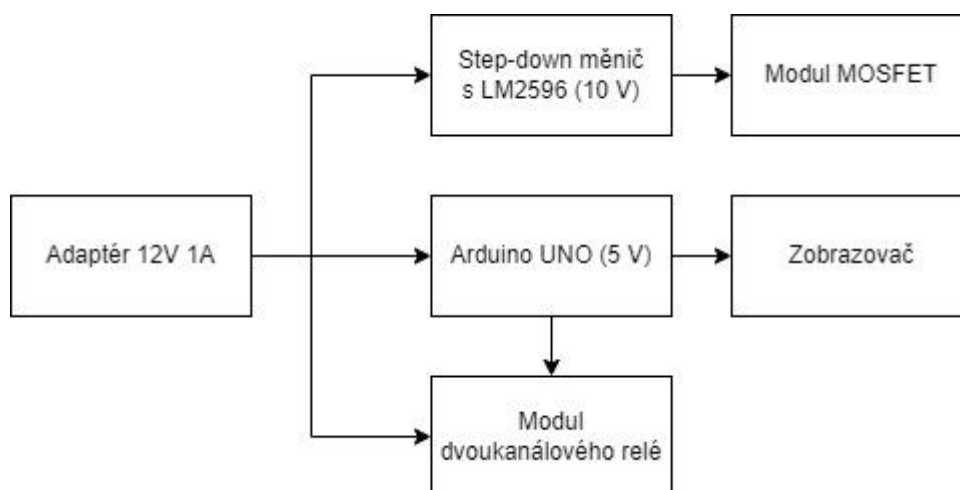 Step-down měnič
s LM2596 (10 V)
Modul MOSFET
Adaptér 12V 1A
Arduino UNO (5 V)
Zobrazovač
Modul
dvoukanálového relé